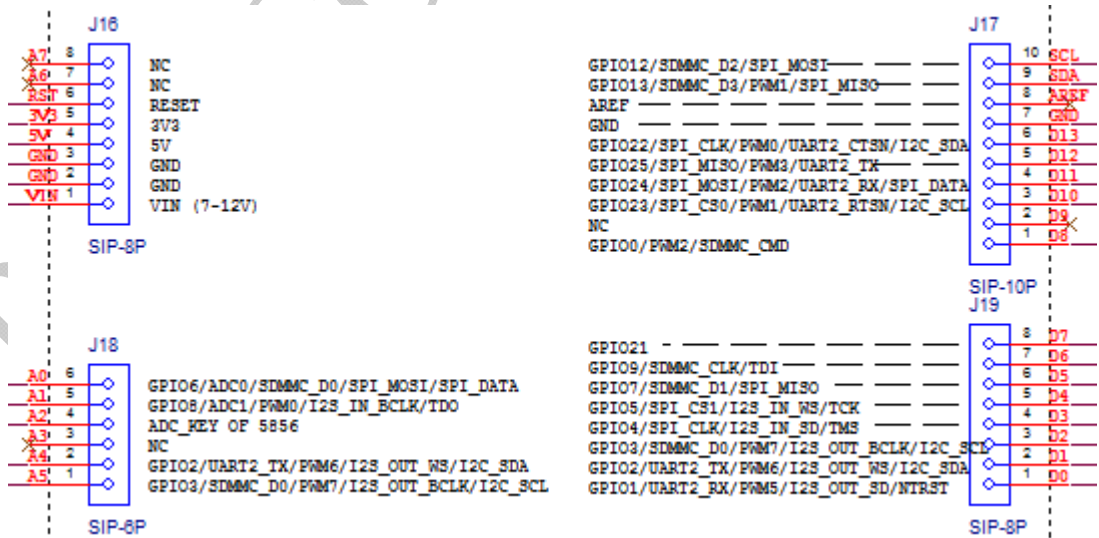 J16
A7 8 NC
A6 7 NC
RST 6 RESET
3V3 5 3V3
5V 4 5V
GND 3 GND
GND 2 GND
VIN 1 VIN (7-12V)
SIP-8P
J17
GPIO12/SDMMC_D2/SPI_MOSI 10 SCL
GPIO13/SDMMC_D3/PWM1/SPI_MISO 9 SDA
AREF 8 AREF
GND 7 GND
GPIO22/SPI_CLK/PWM0/UART2_CTSN/I2C_SDA 6 D13
GPIO25/SPI_MISO/PWM3/UART2_TX 5 D12
GPIO24/SPI_MOSI/PWM2/UART2_RX/SPI_DATA 4 D11
GPIO23/SPI_CS0/PWM1/UART2_RTSN/I2C_SCL 3 D10
NC 2 D9
GPIO0/PWM2/SDMMC_CMD 1 D8
SIP-10P
J18
A0 6 GPIO6/ADC0/SDMMC_D0/SPI_MOSI/SPI_DATA
A1 5 GPIO8/ADC1/PWM0/I2S_IN_BCLK/TDO
A2 4 ADC_KEY OF 5856
A3 3 NC
A4 2 GPIO2/UART2_TX/PWM6/I2S_OUT_WS/I2C_SDA
A5 1 GPIO3/SDMMC_D0/PWM7/I2S_OUT_BCLK/I2C_SCL
SIP-6P
J19
GPIO21 8 D7
GPIO9/SDMMC_CLK/TDI 7 D6
GPIO7/SDMMC_D1/SPI_MISO 6 D5
GPIO5/SPI_CS1/I2S_IN_WS/TCK 5 D4
GPIO4/SPI_CLK/I2S_IN_SD/TMS 4 D3
GPIO3/SDMMC_D0/PWM7/I2S_OUT_BCLK/I2C_SCL 3 D2
GPIO2/UART2_TX/PWM6/I2S_OUT_WS/I2C_SDA 2 D1
GPIO1/UART2_RX/PWM5/I2S_OUT_SD/NTRST 1 D0
SIP-8P